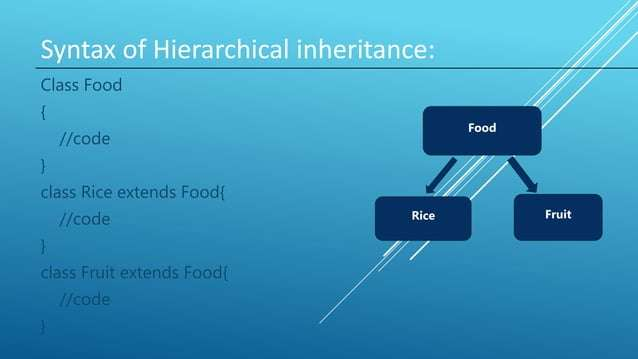 Syntax of Hierarchical inheritance:
Class Food
{
//code
}
class Rice extends Food{
//code
}
class Fruit extends Food{
//code
}
Food
Rice
Fruit